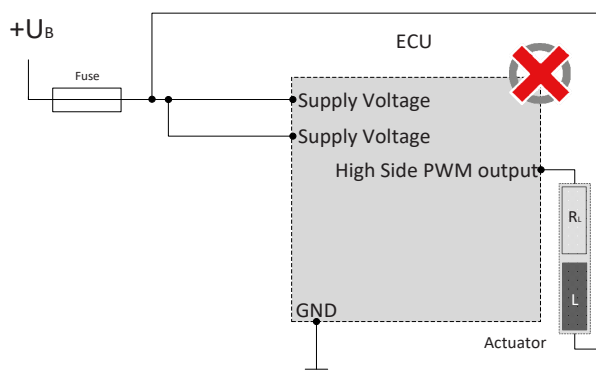 +UB
ECU
Fuse
Supply Voltage
Supply Voltage
High Side PWM output
RL
L
GND
Actuator